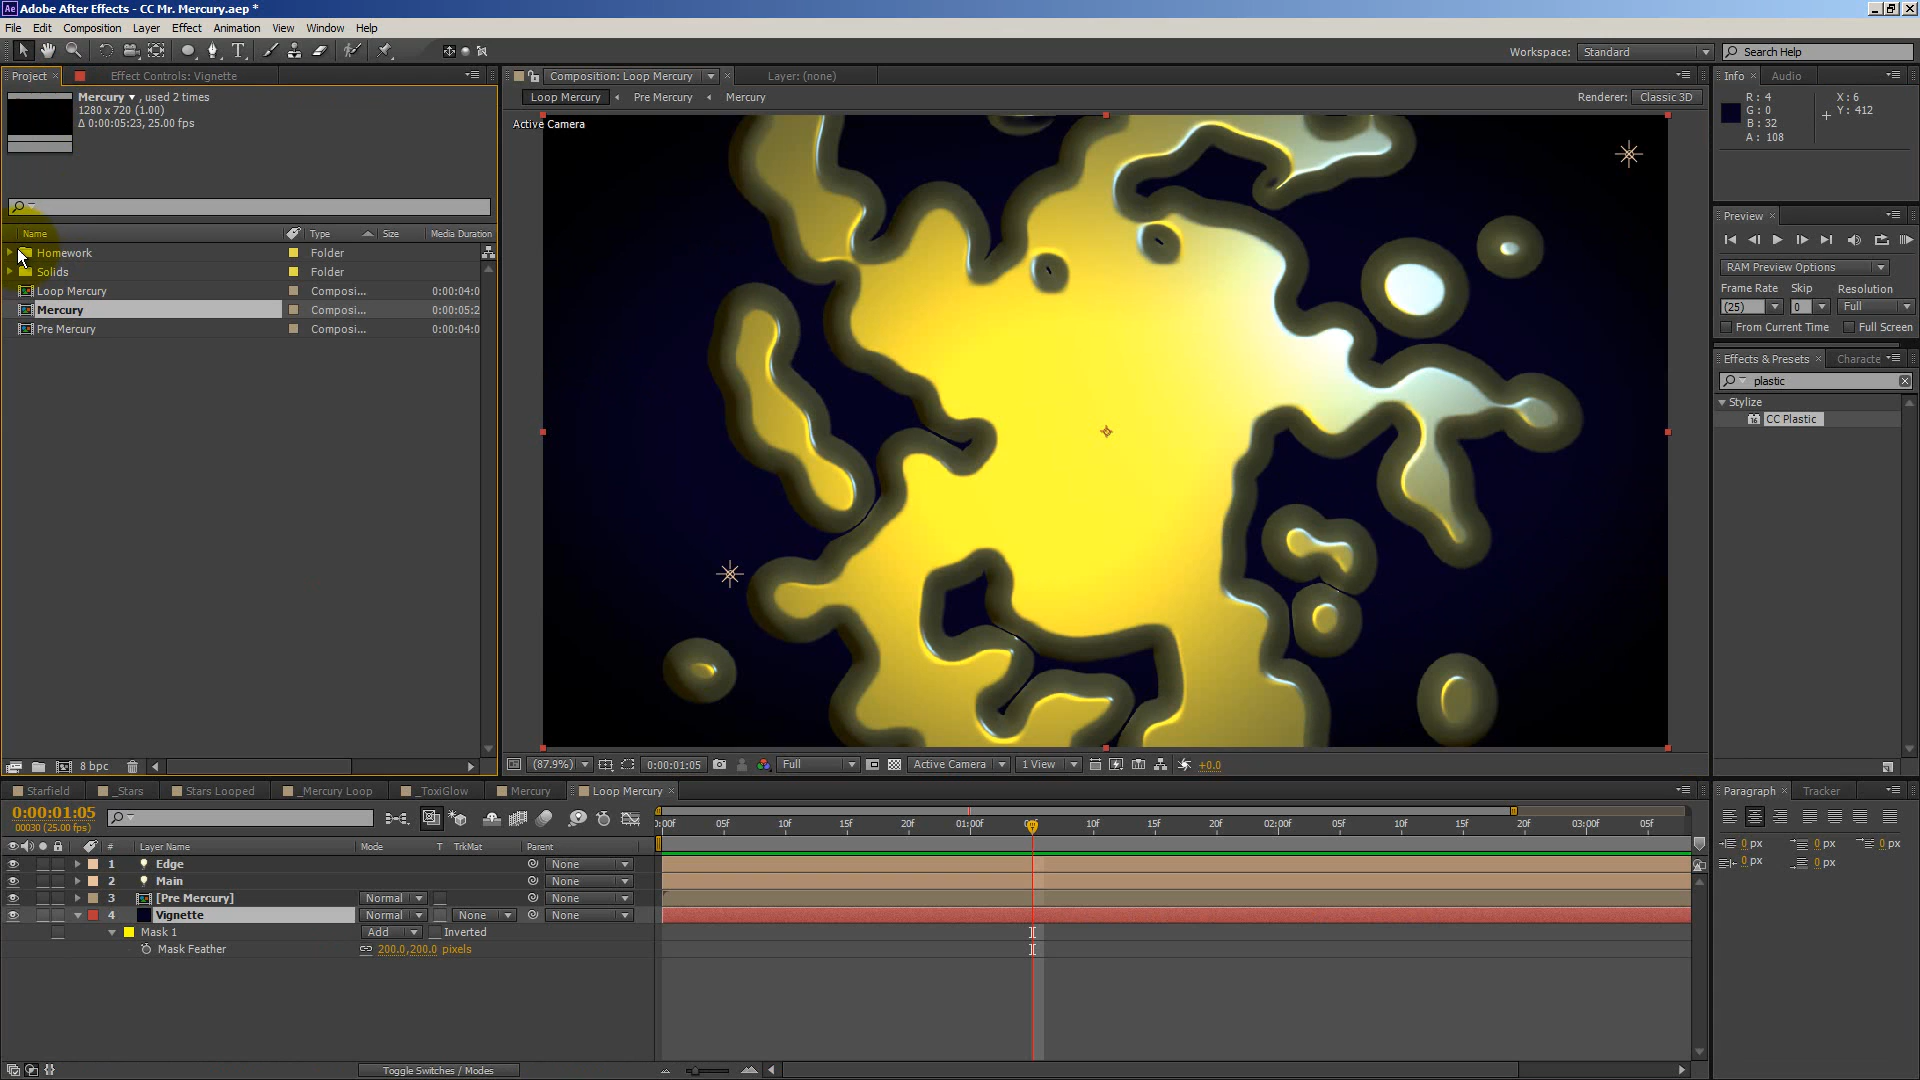 Adobe After Effects - CC Mr. Mercury.aep *
File Edit Composition Layer Effect Animation View Window Help
Workspace: Standard Search Help
Project Effect Controls: Vignette
Composition: Loop Mercury Layer: (none)
Info Audio
Mercury , used 2 times
1280 x 720 (1.00)
Δ 0:00:05:23, 25.00 fps
Loop Mercury Pre Mercury Mercury
Renderer: Classic 3D
Active Camera
R : 4
G : 0
B : 32
A : 108
X : 6
Y : 412
Name Type Size Media Duration
Homework Folder
Solids Folder
Loop Mercury Composi... 0:00:04:0
Mercury Composi... 0:00:05:2
Pre Mercury Composi... 0:00:04:0
Preview
RAM Preview Options
Frame Rate Skip Resolution
(25) 0 Full
From Current Time Full Screen
Effects & Presets Characte
plastic
Stylize
CC Plastic
8 bpc
(87.9%) 0:00:01:05 Full Active Camera 1 View +0.0
Starfield _Stars Stars Looped _Mercury Loop _ToxiGlow Mercury Loop Mercury
Paragraph Tracker
0:00:01:05
00030 (25.00 fps)
):00f 05f 10f 15f 20f 01:00f 10f 15f 20f 02:00f 05f 10f 15f 20f 03:00f 05f
# Layer Name Mode T TrkMat Parent
1 Edge None
2 Main None
3 [Pre Mercury] Normal None
4 Vignette Normal None None
Mask 1 Add Inverted
Mask Feather 200.0,200.0 pixels
0 px 0 px 0 px
0 px 0 px
Toggle Switches / Modes